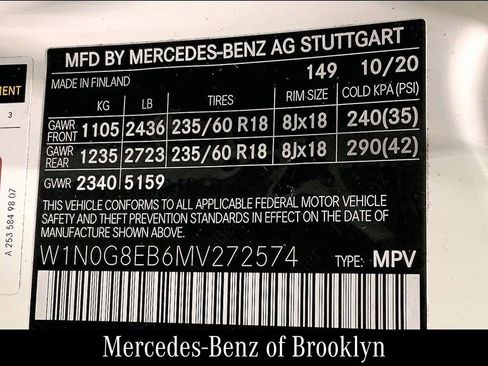 MFD BY MERCEDES-BENZ AG STUTTGART
MADE IN FINLAND 149 10/20
KG LB TIRES RIM-SIZE COLD KPA (PSI)
GAWR FRONT 1105 2436 235/60 R18 8Jx18 240(35)
GAWR REAR 1235 2723 235/60 R18 8Jx18 290(42)
GVWR 2340 5159
THIS VEHICLE CONFORMS TO ALL APPLICABLE FEDERAL MOTOR VEHICLE
SAFETY AND THEFT PREVENTION STANDARDS IN EFFECT ON THE DATE OF
MANUFACTURE SHOWN ABOVE.
W1N0G8EB6MV272574 TYPE: MPV
3
A 253 584 98 07
Mercedes-Benz of Brooklyn